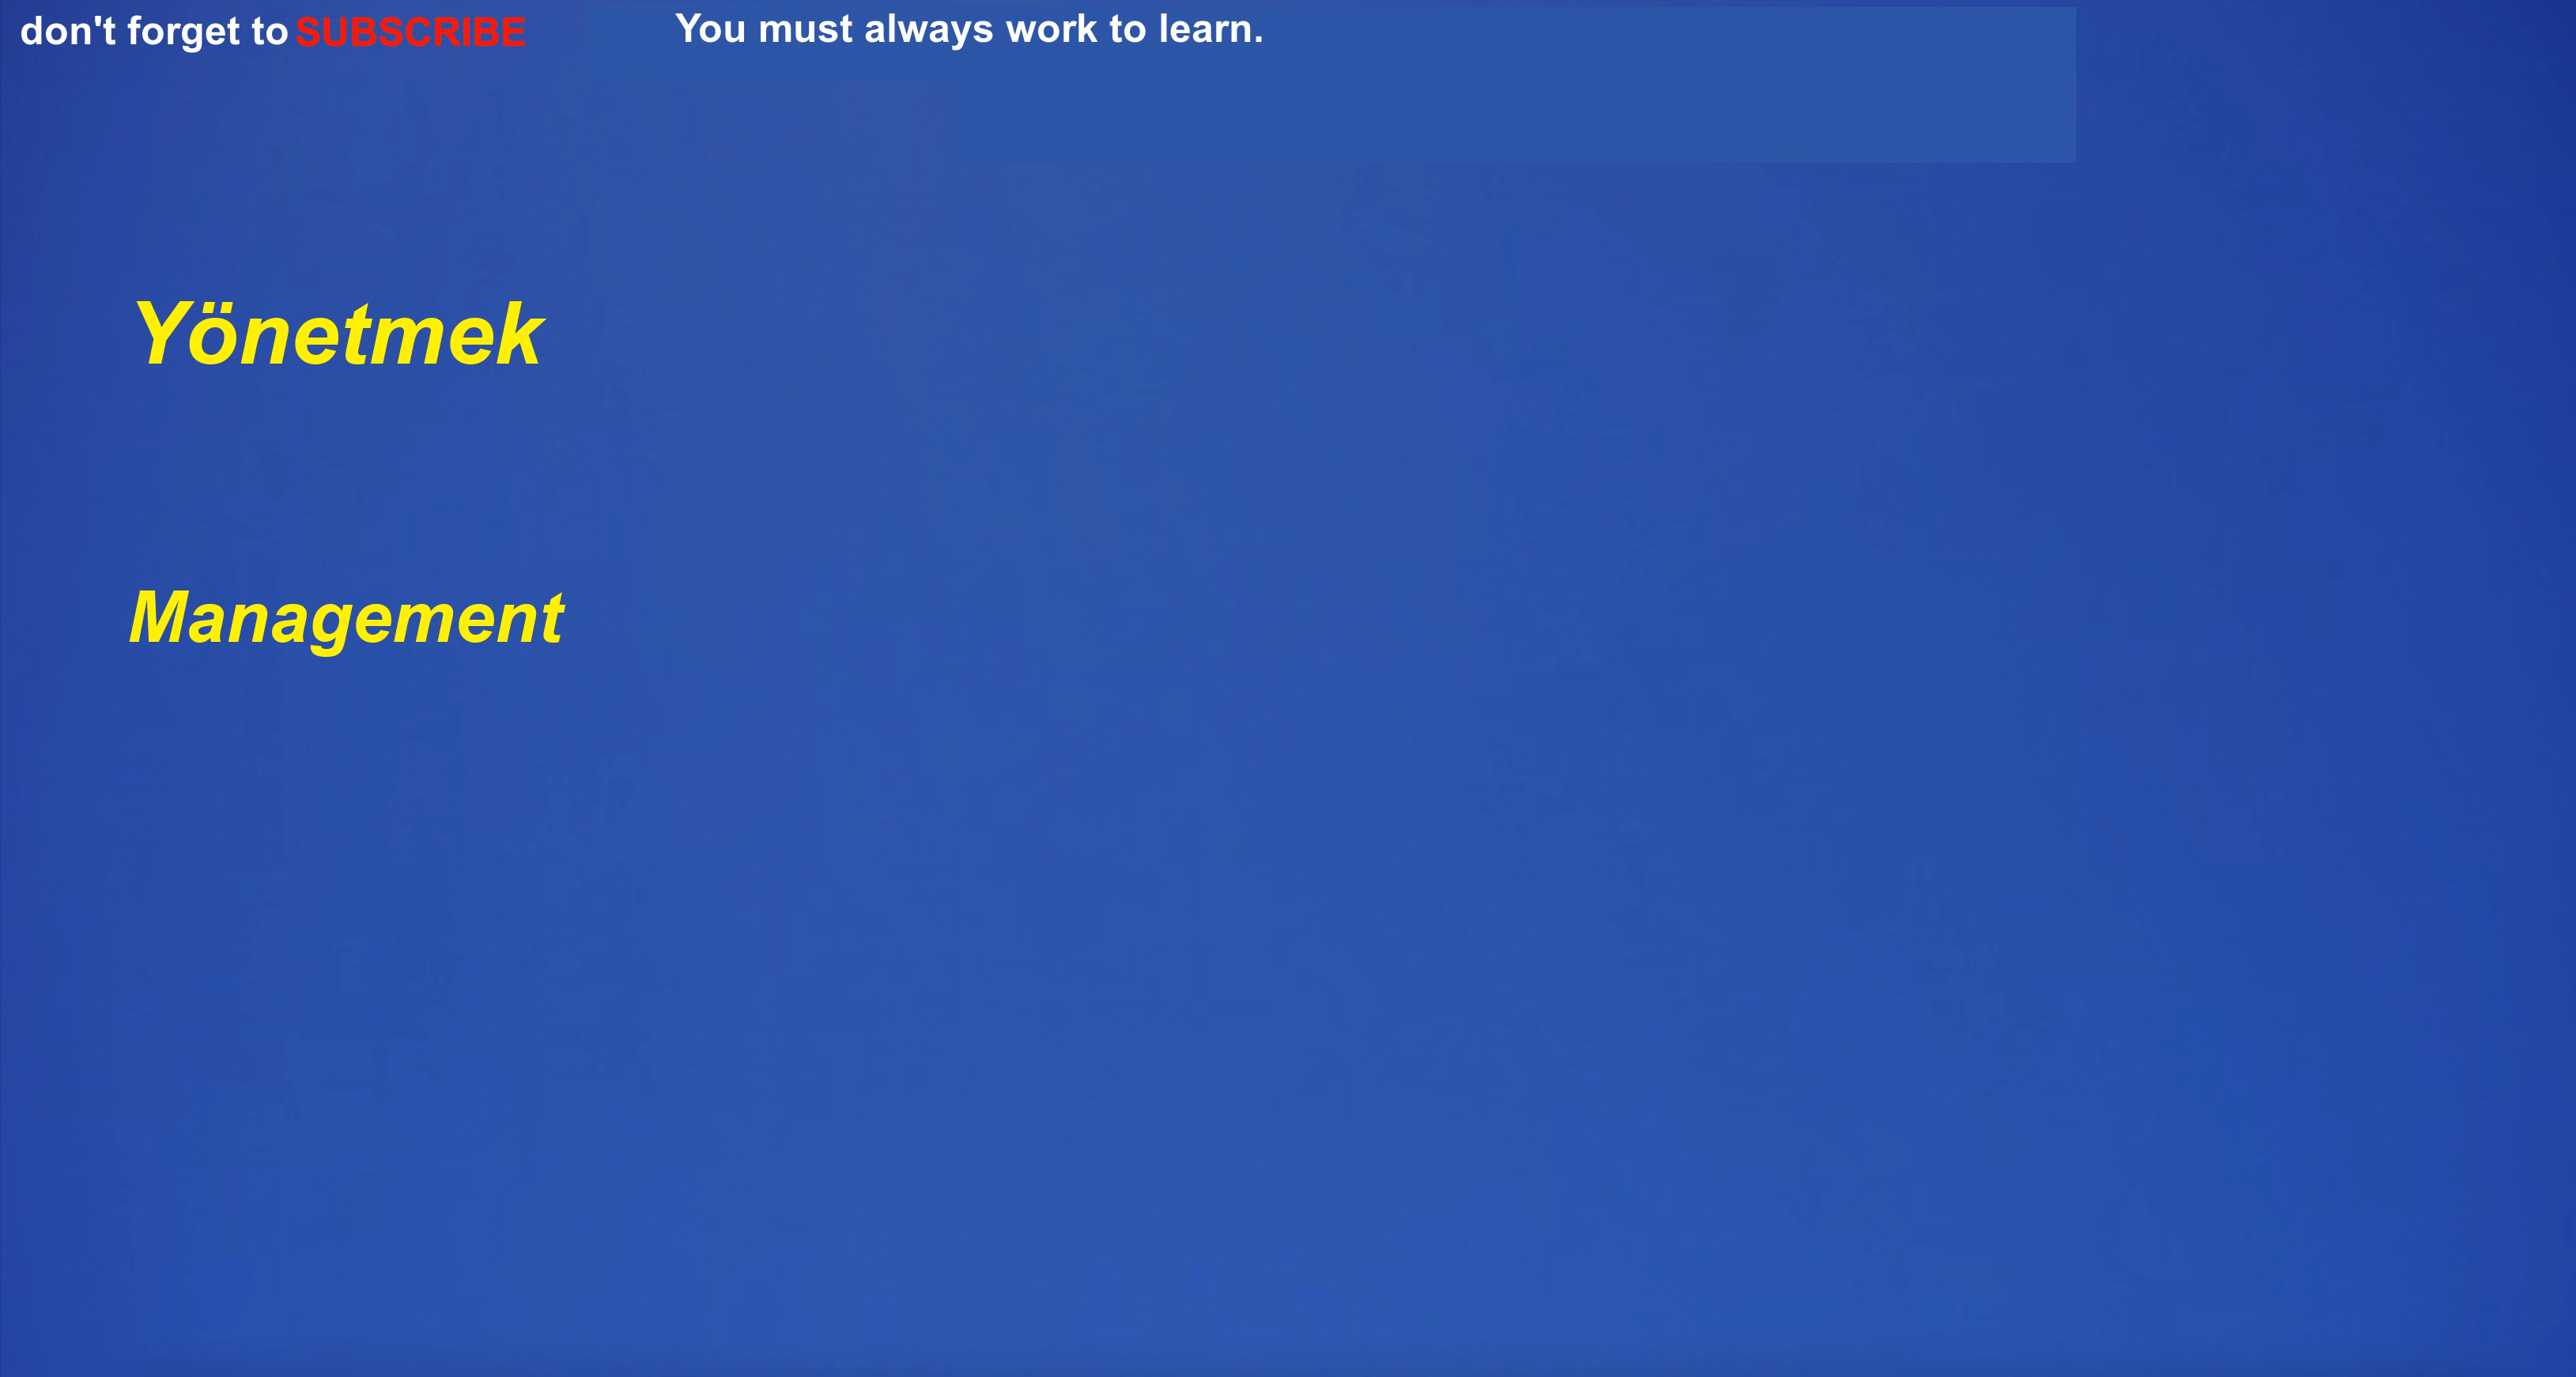 don't forget to SUBSCRIBE You must always work to learn.
Yönetmek
Management